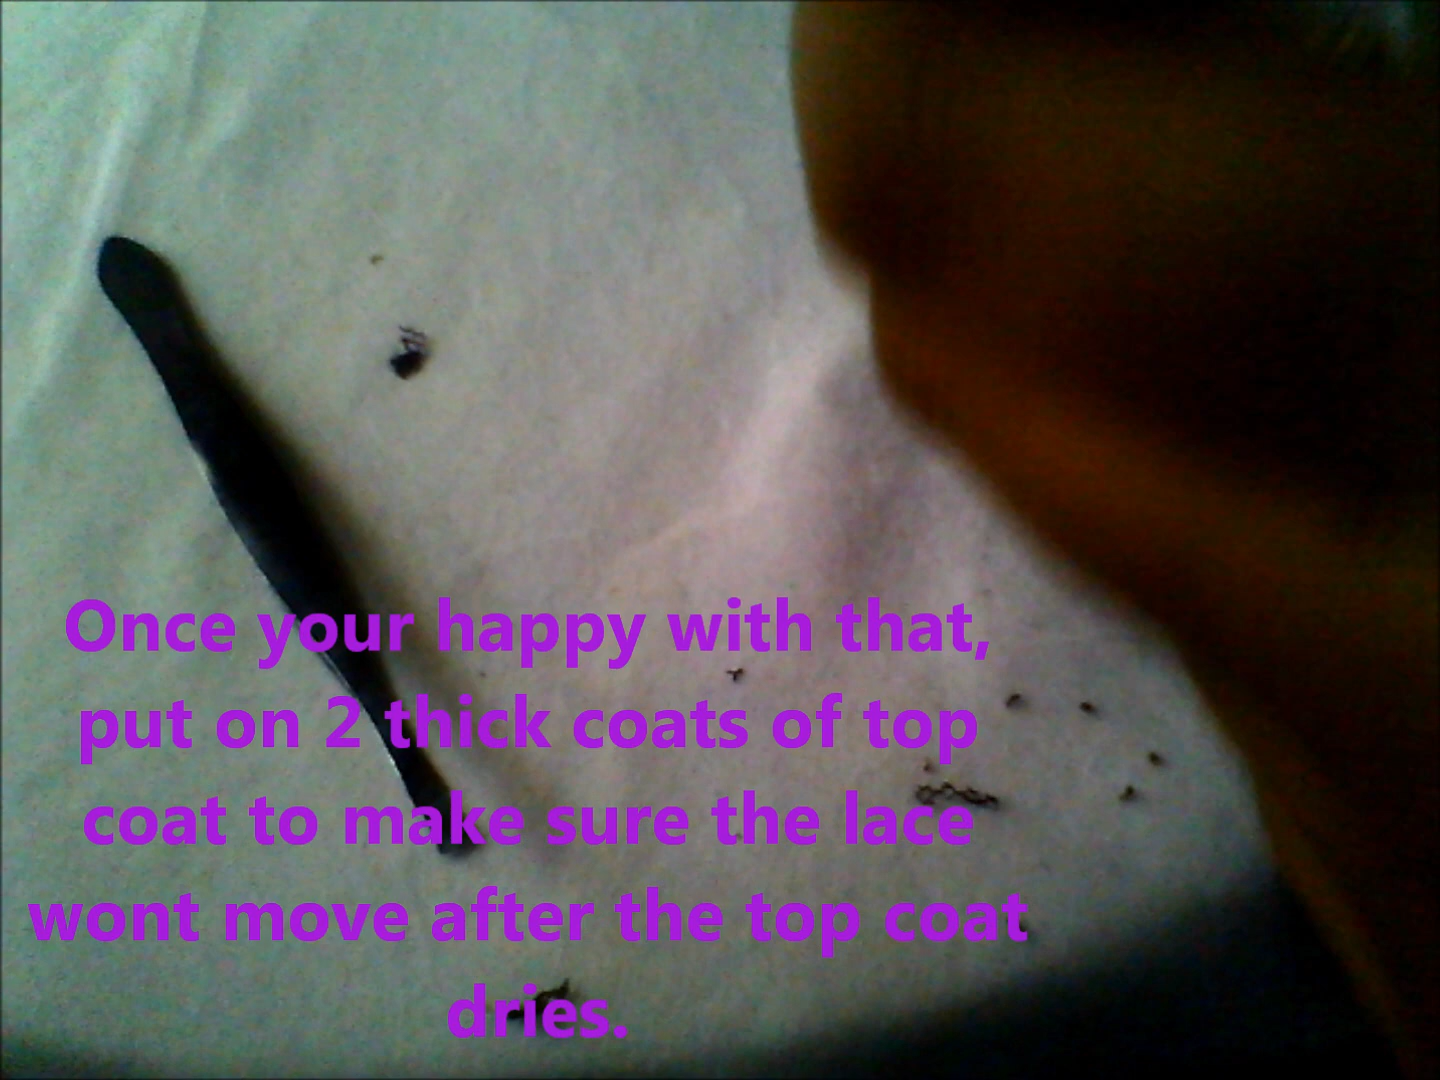 Once your happy with that,
put on 2 thick coats of top
coat to make sure the lace
wont move after the top coat
dries.